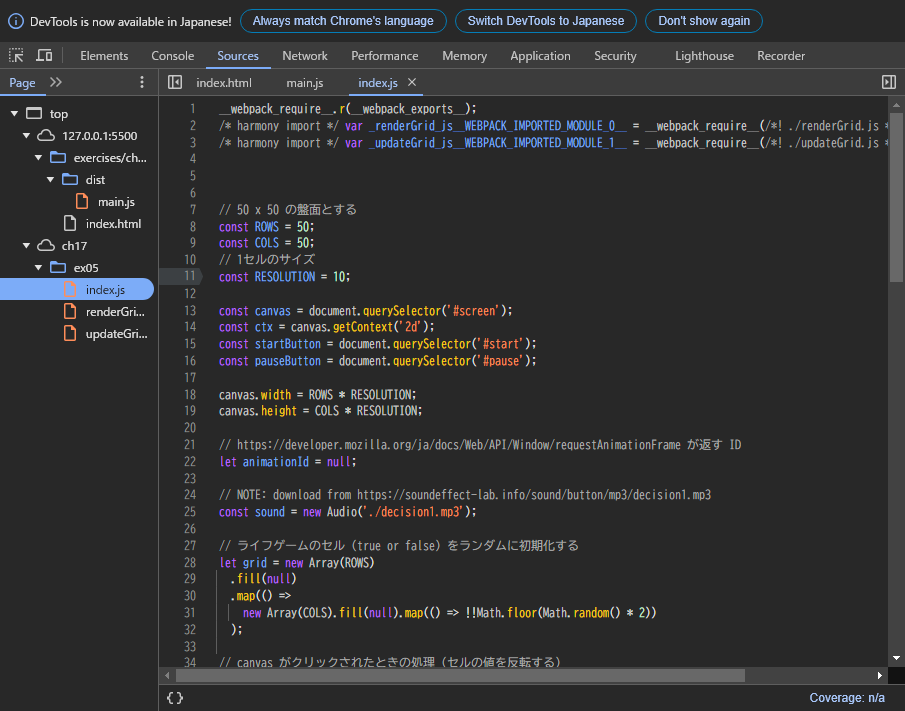 DevTools is now available in Japanese!
Always match Chrome's language
Switch DevTools to Japanese
Don't show again
Elements
Console
Sources
Network
Performance
Memory
Application
Security
Lighthouse
Recorder
Page
index.html
main.js
index.js
top
127.0.0.1:5500
exercises/ch...
dist
main.js
index.html
ch17
ex05
index.js
renderGri...
updateGri...
1 __webpack_require__.r(__webpack_exports__);
2 /* harmony import */ var _renderGrid_js__WEBPACK_IMPORTED_MODULE_0__ = __webpack_require__(/*! ./renderGrid.js *
3 /* harmony import */ var _updateGrid_js__WEBPACK_IMPORTED_MODULE_1__ = __webpack_require__(/*! ./updateGrid.js *
4
5
6
7 // 50 x 50 の盤面とする
8 const ROWS = 50;
9 const COLS = 50;
10 // 1セルのサイズ
11 const RESOLUTION = 10;
12
13 const canvas = document.querySelector('#screen');
14 const ctx = canvas.getContext('2d');
15 const startButton = document.querySelector('#start');
16 const pauseButton = document.querySelector('#pause');
17
18 canvas.width = ROWS * RESOLUTION;
19 canvas.height = COLS * RESOLUTION;
20
21 // https://developer.mozilla.org/ja/docs/Web/API/Window/requestAnimationFrame が返す ID
22 let animationId = null;
23
24 // NOTE: download from https://soundeffect-lab.info/sound/button/mp3/decision1.mp3
25 const sound = new Audio('./decision1.mp3');
26
27 // ライフゲームのセル (true or false) をランダムに初期化する
28 let grid = new Array(ROWS)
29 .fill(null)
30 .map(() =>
31 new Array(COLS).fill(null).map(() => !!Math.floor(Math.random() * 2))
32 );
33
34 // canvas がクリックされたときの処理 (セルの値を反転する)
{}
Coverage: n/a